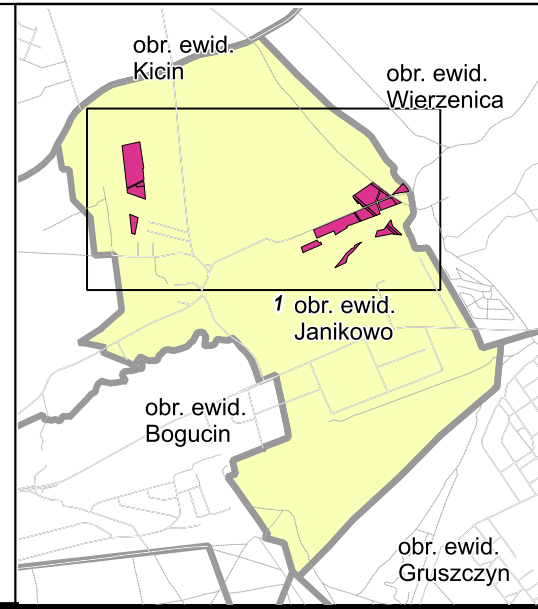 obr. ewid.
Kicin
obr. ewid.
Wierzenica
1 obr. ewid.
Janikowo
obr. ewid.
Bogucin
obr. ewid.
Gruszczyn